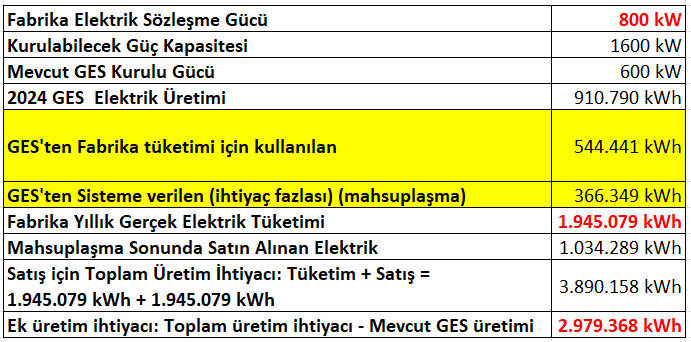 Fabrika Elektrik Sözleşme Gücü 800 kW
Kurulabilecek Güç Kapasitesi 1600 kW
Mevcut GES Kurulu Gücü 600 kW
2024 GES  Elektrik Üretimi 910.790 kWh
GES'ten Fabrika tüketimi için kullanılan 544.441 kWh
GES'ten Sisteme verilen (ihtiyaç fazlası) (mahsuplaşma) 366.349 kWh
Fabrika Yıllık Gerçek Elektrik Tüketimi 1.945.079 kWh
Mahsuplaşma Sonunda Satın Alınan Elektrik 1.034.289 kWh
Satış için Toplam Üretim İhtiyacı: Tüketim + Satış =
1.945.079 kWh + 1.945.079 kWh 3.890.158 kWh
Ek üretim ihtiyacı: Toplam üretim ihtiyacı - Mevcut GES üretimi 2.979.368 kWh